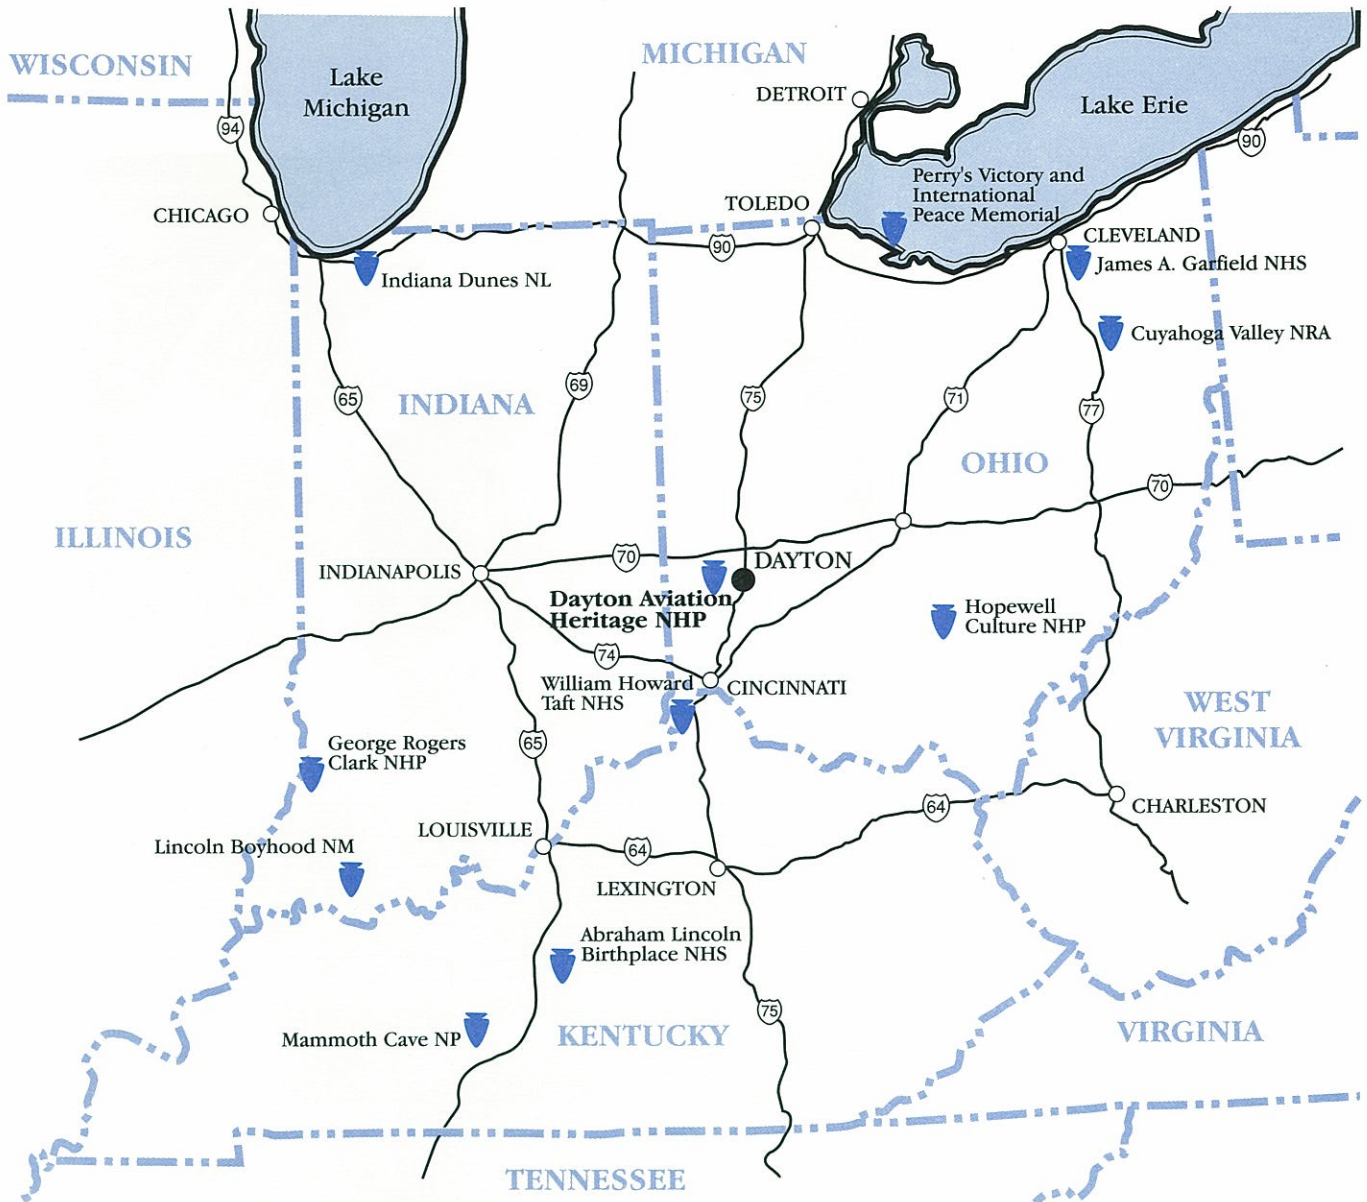 WISCONSIN
Lake
Michigan
MICHIGAN
DETROIT
Lake Erie
94
90
CHICAGO
TOLEDO
Perry's Victory and
International
Peace Memorial
90
CLEVELAND
James A. Garfield NHS
Indiana Dunes NL
Cuyahoga Valley NRA
65
INDIANA
69
75
71
77
OHIO
70
ILLINOIS
INDIANAPOLIS
70
DAYTON
Dayton Aviation
Heritage NHP
Hopewell
Culture NHP
74
William Howard
Taft NHS
CINCINNATI
WEST
VIRGINIA
George Rogers
Clark NHP
65
64
CHARLESTON
Lincoln Boyhood NM
LOUISVILLE
64
LEXINGTON
Abraham Lincoln
Birthplace NHS
75
Mammoth Cave NP
KENTUCKY
VIRGINIA
TENNESSEE